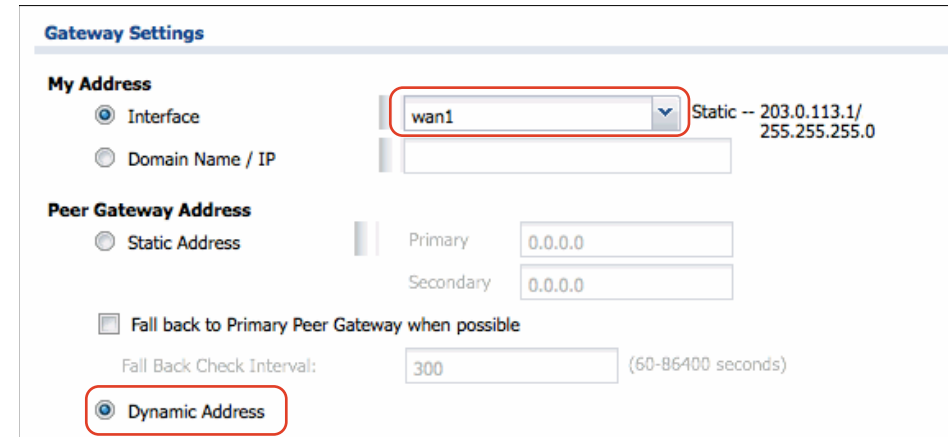 Gateway Settings
My Address
Interface wan1 Static -- 203.0.113.1/
255.255.255.0
Domain Name / IP
Peer Gateway Address
Static Address Primary 0.0.0.0
Secondary 0.0.0.0
Fall back to Primary Peer Gateway when possible
Fall Back Check Interval: 300 (60-86400 seconds)
Dynamic Address